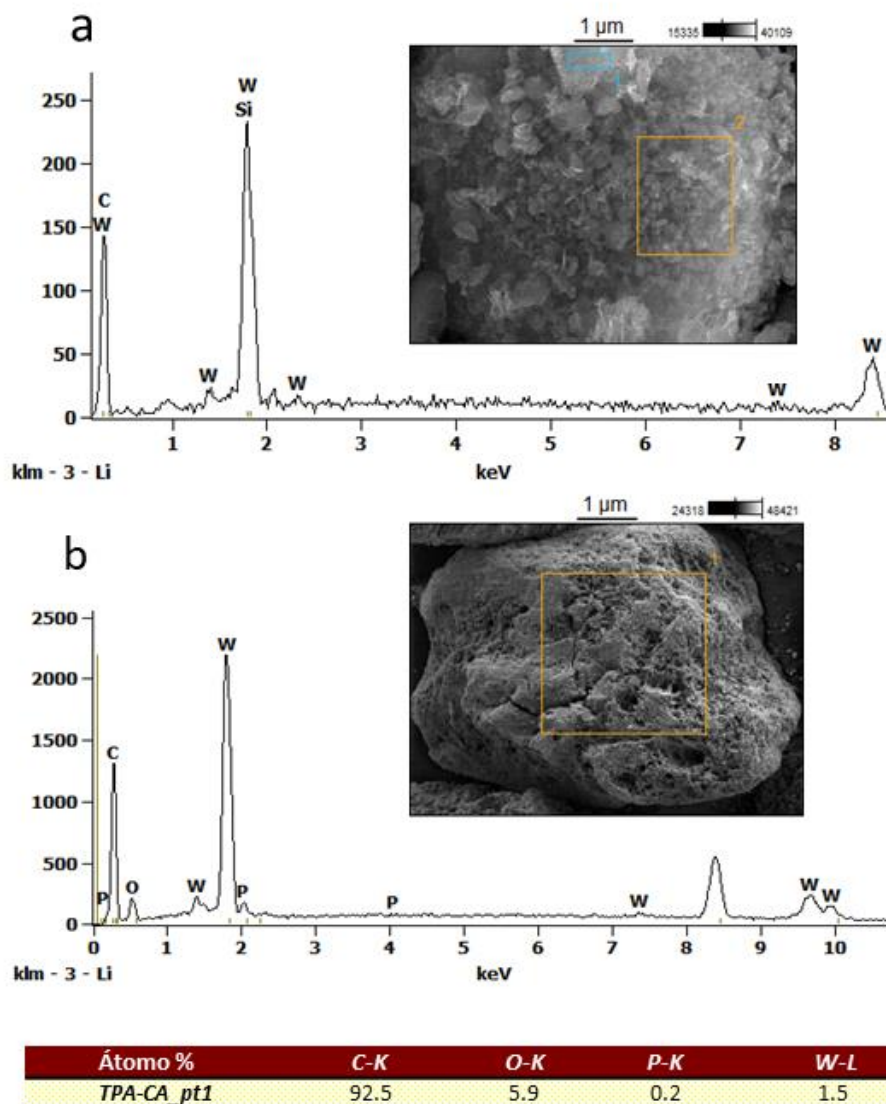 a
1 µm
15335
40109
250
200
150
100
50
0
C
W
W
W
Si
W
W
W
2
1 2 3 4 5 6 7 8
klm - 3 - Li
keV
b
1 µm
24318
48421
2500
2000
1500
1000
500
0
P
C
O
W
W
P
P
W
W
W
0 1 2 3 4 5 6 7 8 9 10
klm - 3 - Li
keV
Átomo % C-K O-K P-K W-L
TPA-CA_pt1 92.5 5.9 0.2 1.5